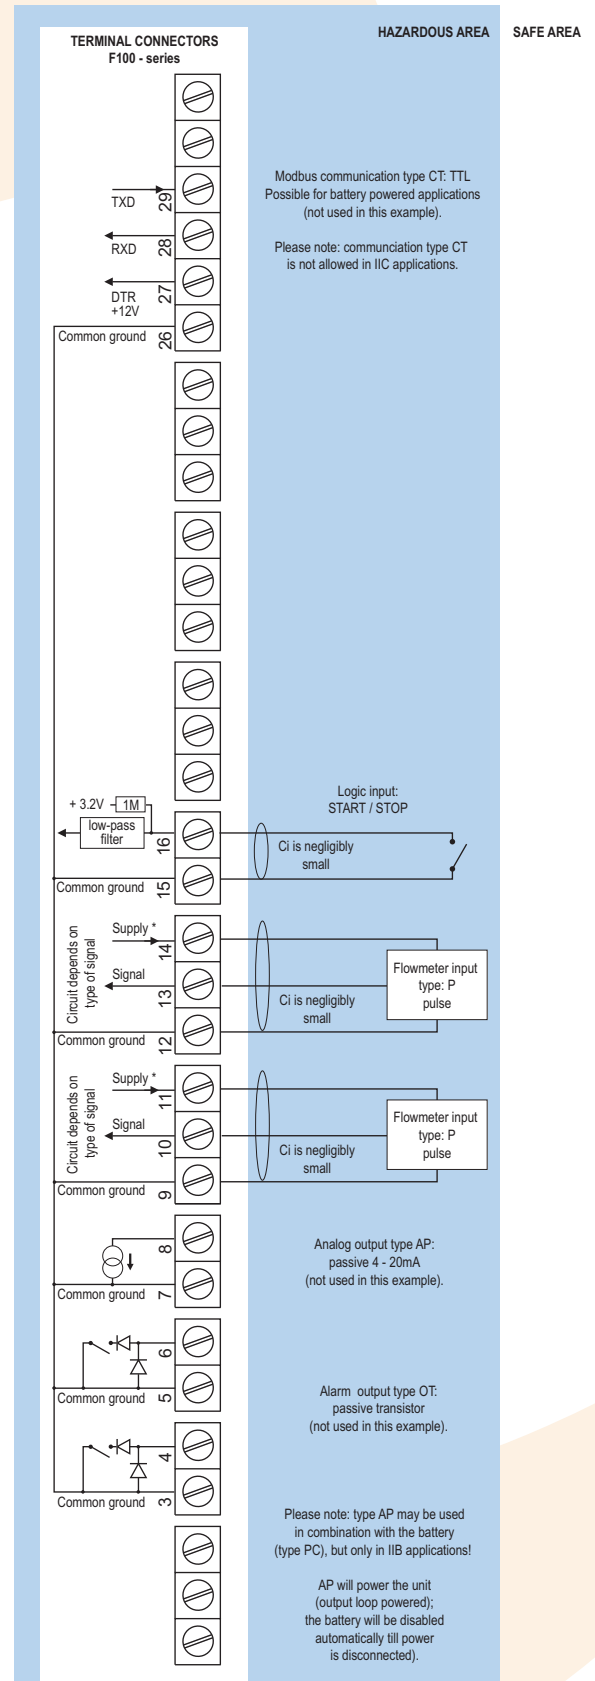 HAZARDOUS AREA
SAFE AREA
TERMINAL CONNECTORS
F100 - series
Modbus communication type CT: TTL
Possible for battery powered applications
(not used in this example).
Please note: communciation type CT
is not allowed in IIC applications.
TXD
29
RXD
28
DTR
+12V
27
Common ground
26
Logic input:
START / STOP
+ 3.2V
1M
low-pass
filter
16
Ci is negligibly
small
Common ground
15
Circuit depends on
type of signal
Supply *
14
Signal
13
Flowmeter input
type: P
pulse
Ci is negligibly
small
Common ground
12
Circuit depends on
type of signal
Supply *
11
Signal
10
Flowmeter input
type: P
pulse
Ci is negligibly
small
Common ground
9
8
Analog output type AP:
passive 4 - 20mA
(not used in this example).
Common ground
7
6
Alarm output type OT:
passive transistor
(not used in this example).
Common ground
5
4
Common ground
3
Please note: type AP may be used
in combination with the battery
(type PC), but only in IIB applications!
AP will power the unit
(output loop powered);
the battery will be disabled
automatically till power
is disconnected).